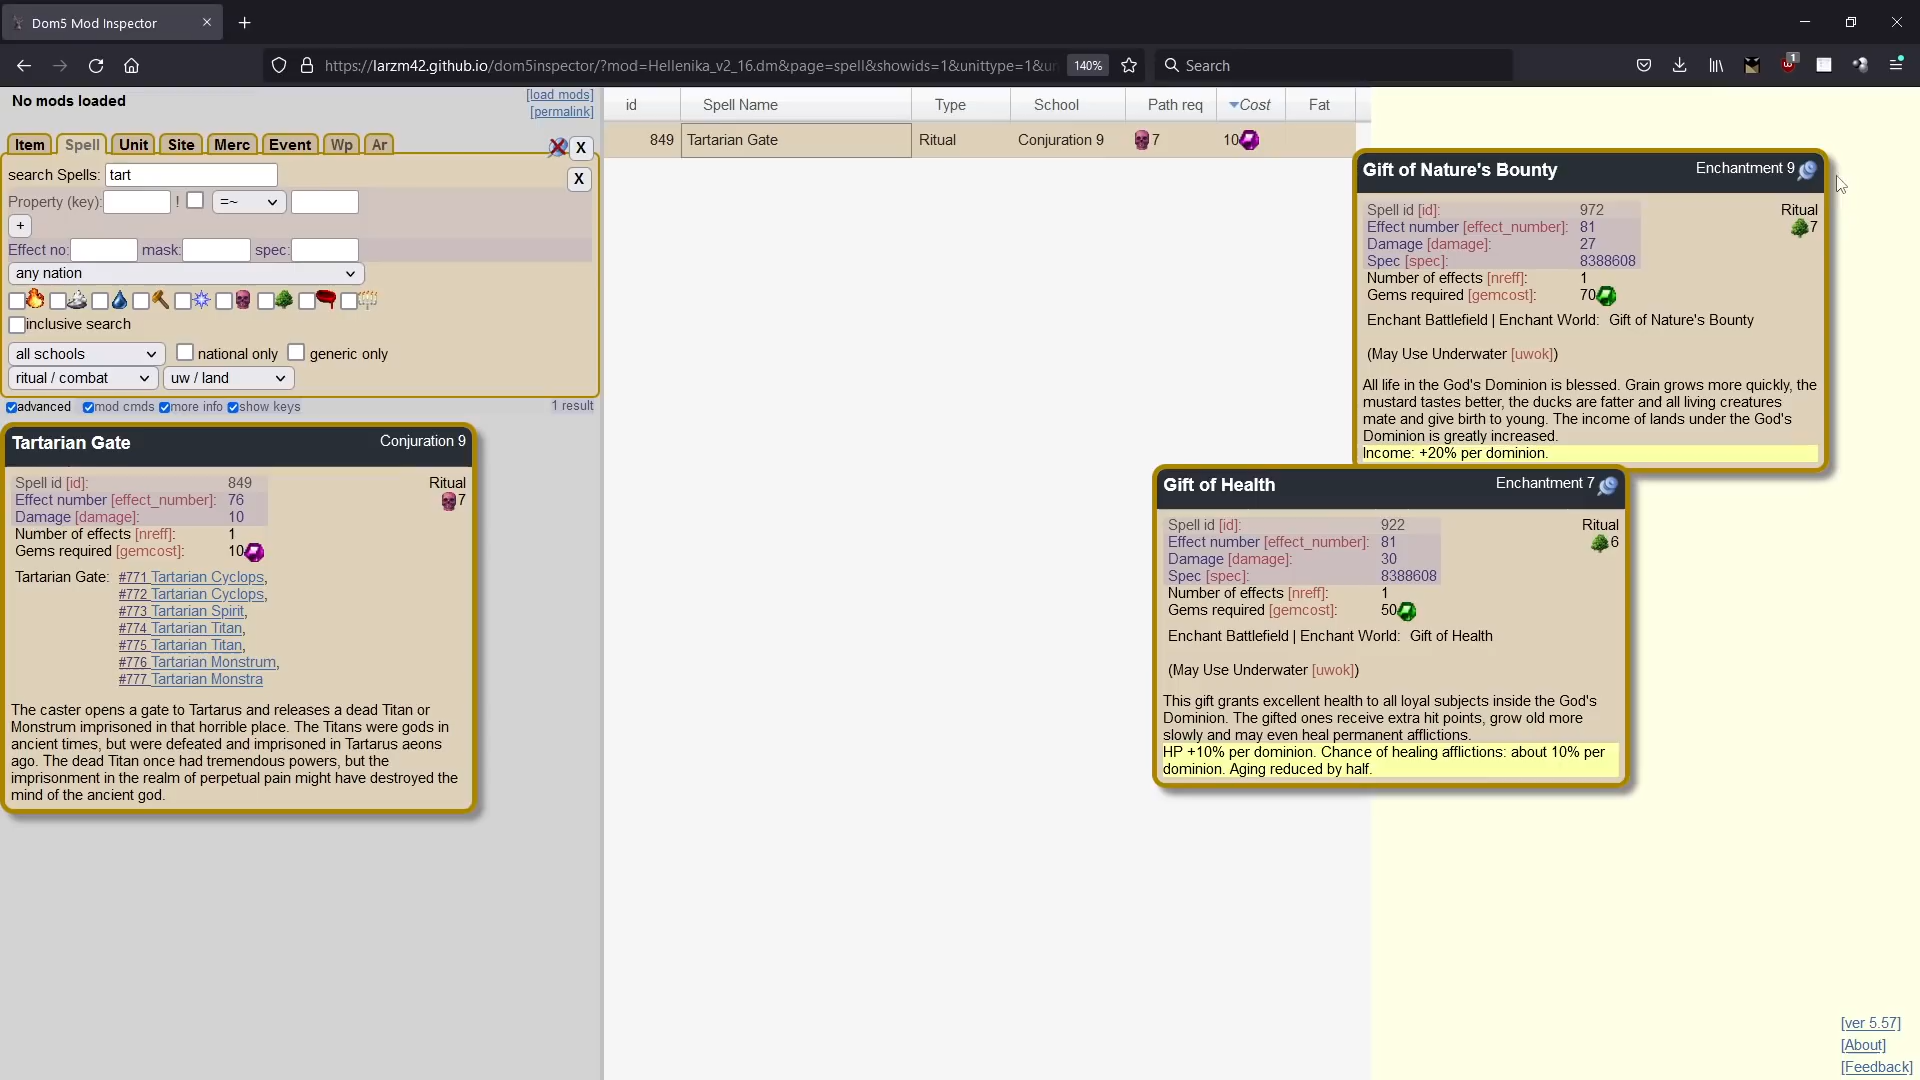 Dom5 Mod Inspector
https://larzm42.github.io/dom5inspector/?mod=Hellenika_v2_16.dm&page=spell&showids=1&unittype=1&un
140%
Search
1
No mods loaded
[load mods]
[permalink]
Item Spell Unit Site Merc Event Wp Ar
X
search Spells: tart
X
Property (key): ! =~
+
Effect no: mask: spec:
any nation
inclusive search
all schools national only generic only
ritual / combat uw / land
advanced mod cmds more info show keys 1 result
id Spell Name Type School Path req Cost Fat
849 Tartarian Gate Ritual Conjuration 9 7 10
Tartarian Gate Conjuration 9
Spell id [id]: 849 Ritual
Effect number [effect_number]: 76 7
Damage [damage]: 10
Number of effects [nreff]: 1
Gems required [gemcost]: 10
Tartarian Gate: #771 Tartarian Cyclops,
#772 Tartarian Cyclops,
#773 Tartarian Spirit,
#774 Tartarian Titan,
#775 Tartarian Titan,
#776 Tartarian Monstrum,
#777 Tartarian Monstra
The caster opens a gate to Tartarus and releases a dead Titan or
Monstrum imprisoned in that horrible place. The Titans were gods in
ancient times, but were defeated and imprisoned in Tartarus aeons
ago. The dead Titan once had tremendous powers, but the
imprisonment in the realm of perpetual pain might have destroyed the
mind of the ancient god.
Gift of Nature's Bounty Enchantment 9
Spell id [id]: 972 Ritual
Effect number [effect_number]: 81 7
Damage [damage]: 27
Spec [spec]: 8388608
Number of effects [nreff]: 1
Gems required [gemcost]: 70
Enchant Battlefield | Enchant World: Gift of Nature's Bounty
(May Use Underwater [uwok])
All life in the God's Dominion is blessed. Grain grows more quickly, the
mustard tastes better, the ducks are fatter and all living creatures
mate and give birth to young. The income of lands under the God's
Dominion is greatly increased.
Income: +20% per dominion.
Gift of Health Enchantment 7
Spell id [id]: 922 Ritual
Effect number [effect_number]: 81 6
Damage [damage]: 30
Spec [spec]: 8388608
Number of effects [nreff]: 1
Gems required [gemcost]: 50
Enchant Battlefield | Enchant World: Gift of Health
(May Use Underwater [uwok])
This gift grants excellent health to all loyal subjects inside the God's
Dominion. The gifted ones receive extra hit points, grow old more
slowly and may even heal permanent afflictions.
HP +10% per dominion. Chance of healing afflictions: about 10% per
dominion. Aging reduced by half.
[ver 5.57]
[About]
[Feedback]